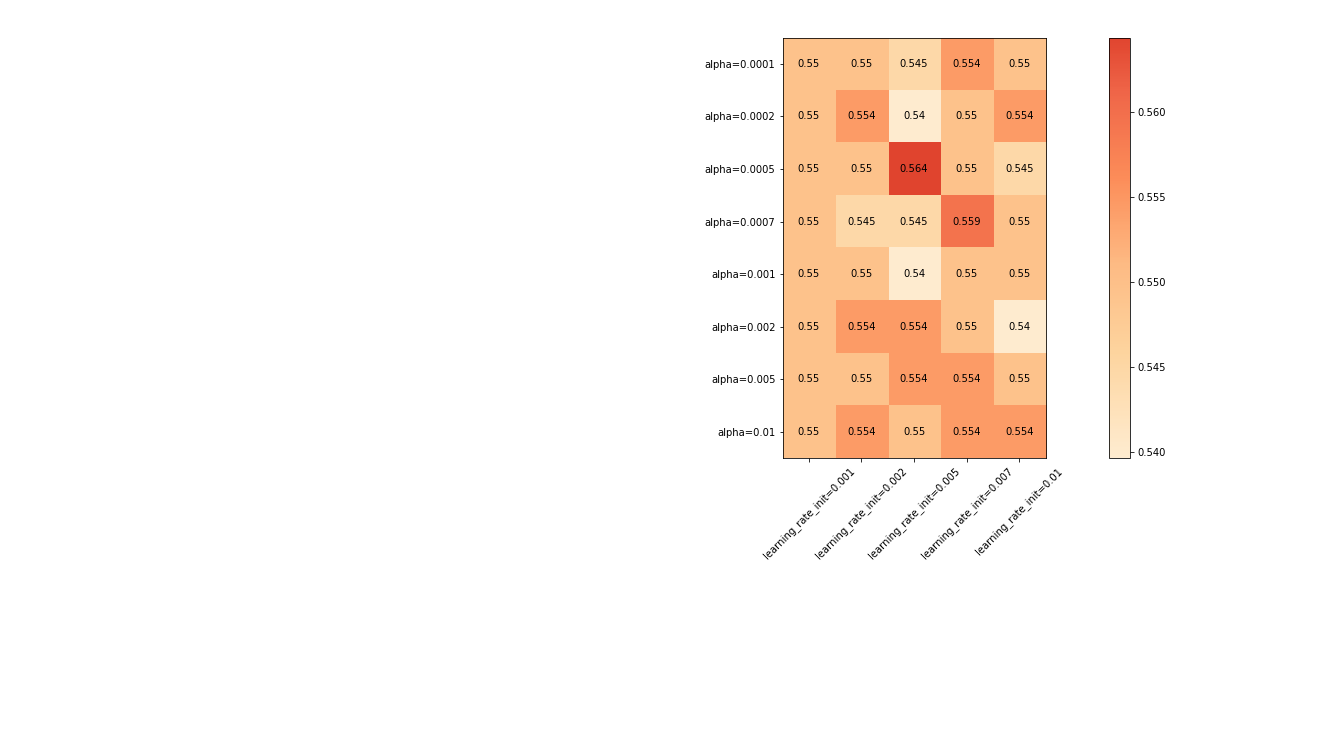 alpha=0.0001 0.55 0.55 0.545 0.554 0.55
alpha=0.0002 0.55 0.554 0.54 0.55 0.554
alpha=0.0005 0.55 0.55 0.564 0.55 0.545
alpha=0.0007 0.55 0.545 0.545 0.559 0.55
alpha=0.001 0.55 0.55 0.54 0.55 0.55
alpha=0.002 0.55 0.554 0.554 0.55 0.54
alpha=0.005 0.55 0.55 0.554 0.554 0.55
alpha=0.01 0.55 0.554 0.55 0.554 0.554
learning_rate_init=0.001
learning_rate_init=0.002
learning_rate_init=0.005
learning_rate_init=0.007
learning_rate_init=0.01
0.560
0.555
0.550
0.545
0.540